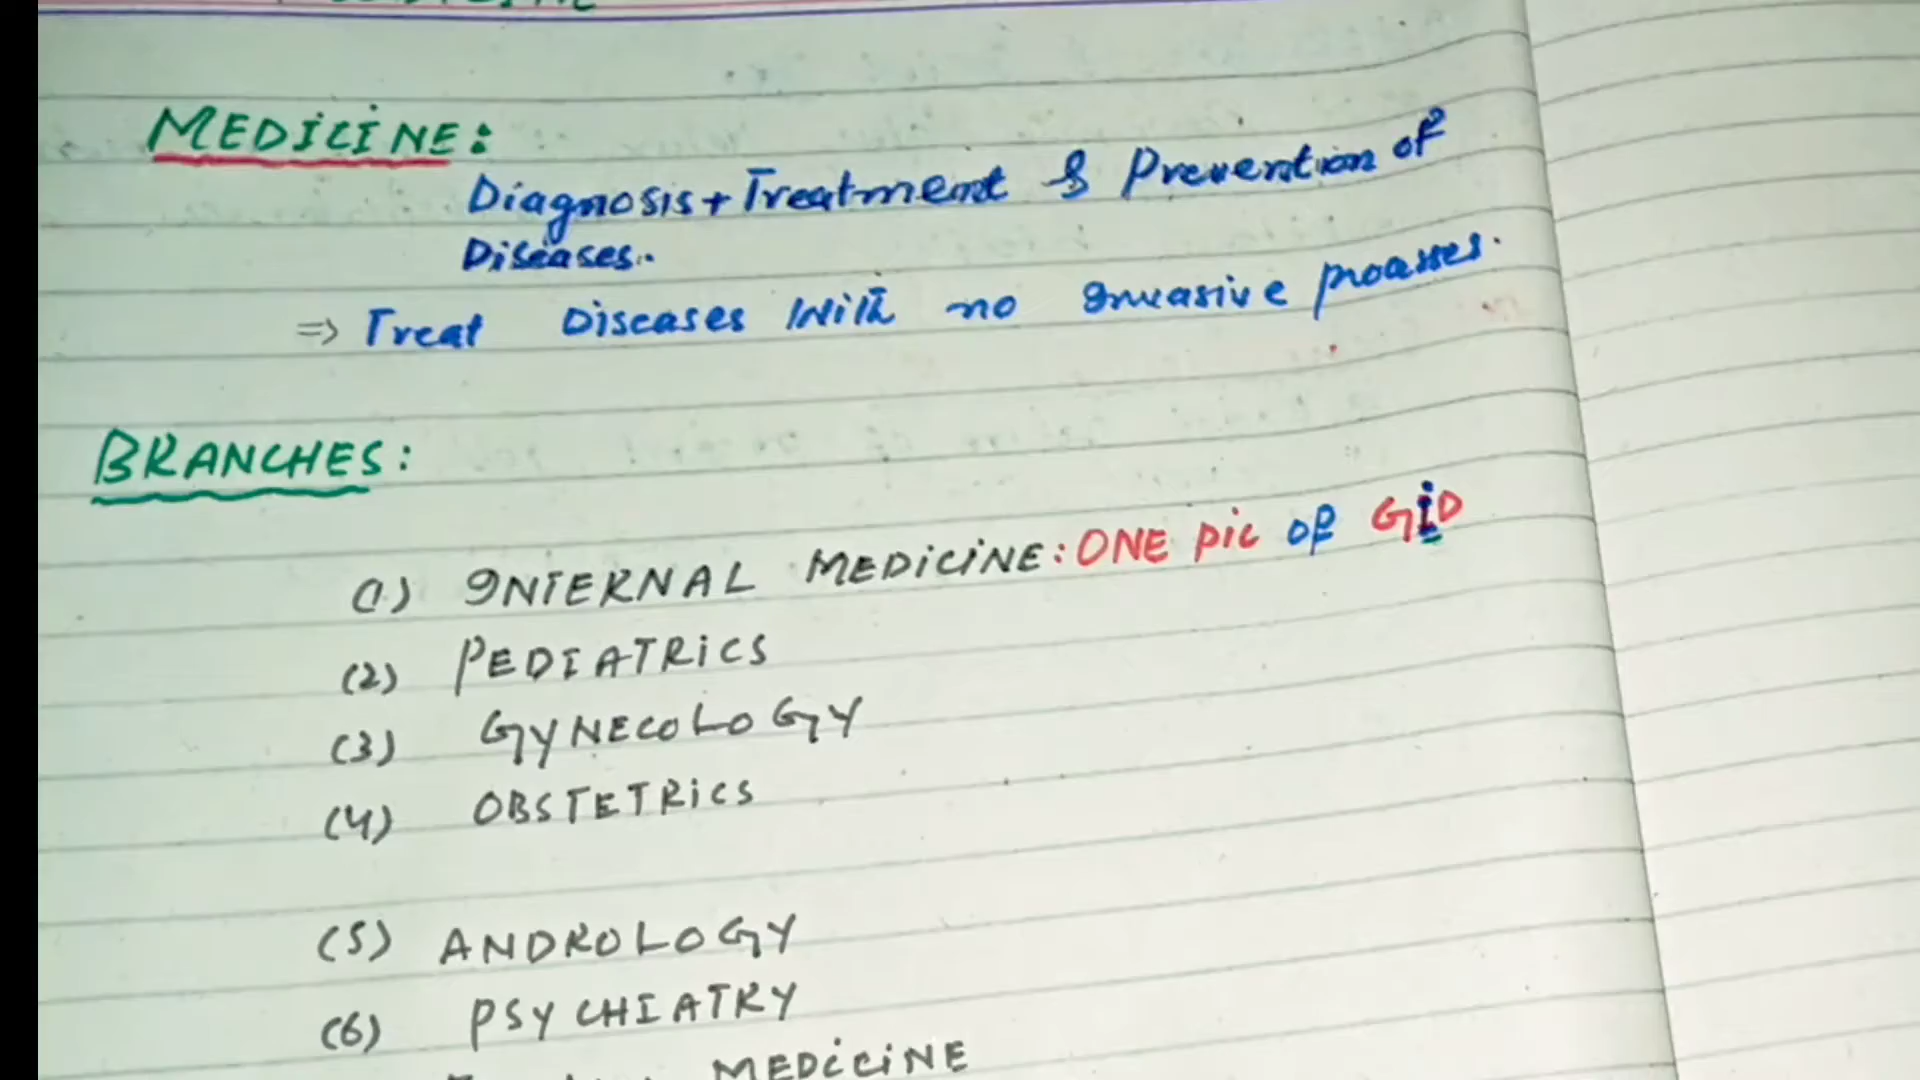 MEDICINE:
Diagnosis+Treatment & Prevention of
Diseases.
⇒ Treat Diseases With no Invasive processes.
BRANCHES:
(1) INTERNAL MEDICINE: ONE PiC OF GiD
(2) PEDIATRICS
(3) GYNECOLOGY
(4) OBSTETRICS
(5) ANDROLOGY
(6) PSYCHIATRY
MEDICINE